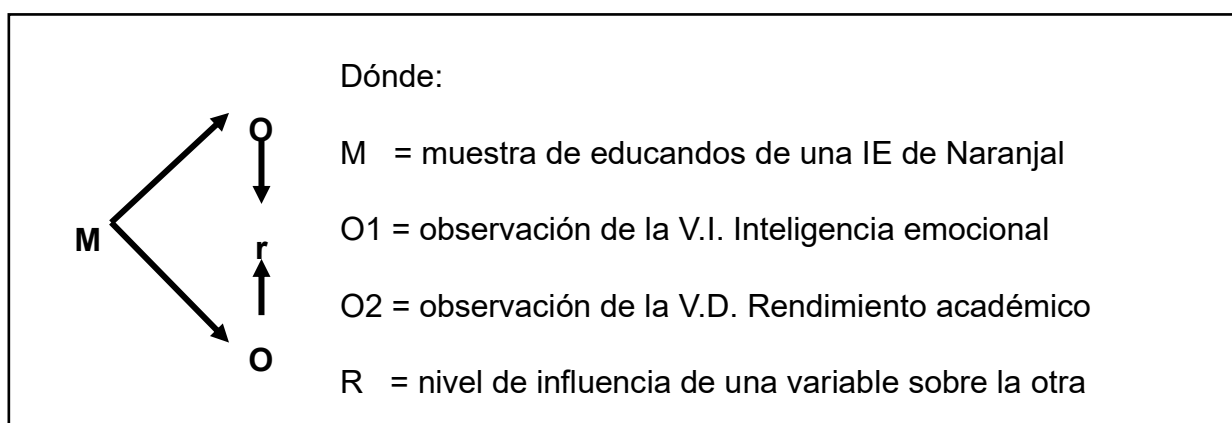 Dónde:
O
M = muestra de educandos de una IE de Naranjal
M
r
O1 = observación de la V.I. Inteligencia emocional
O2 = observación de la V.D. Rendimiento académico
O
R = nivel de influencia de una variable sobre la otra